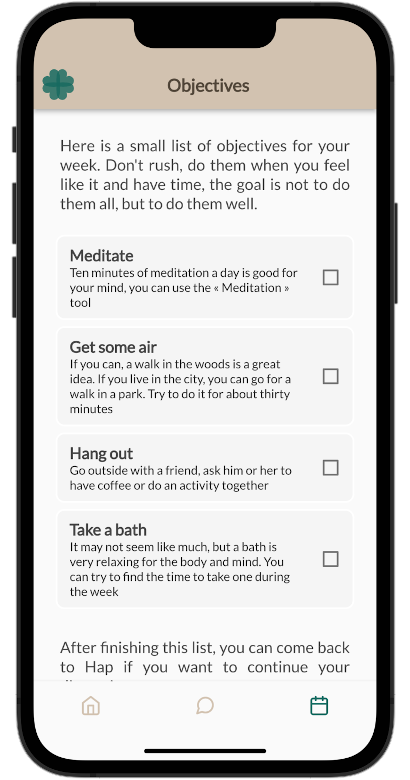 Objectives
Here is a small list of objectives for your
week. Don't rush, do them when you feel
like it and have time, the goal is not to do
them all, but to do them well.
Meditate
Ten minutes of meditation a day is good for
your mind, you can use the « Meditation »
tool
Get some air
If you can, a walk in the woods is a great
idea. If you live in the city, you can go for a
walk in a park. Try to do it for about thirty
minutes
Hang out
Go outside with a friend, ask him or her to
have coffee or do an activity together
Take a bath
It may not seem like much, but a bath is
very relaxing for the body and mind. You
can try to find the time to take one during
the week
After finishing this list, you can come back
to Hap if you want to continue your